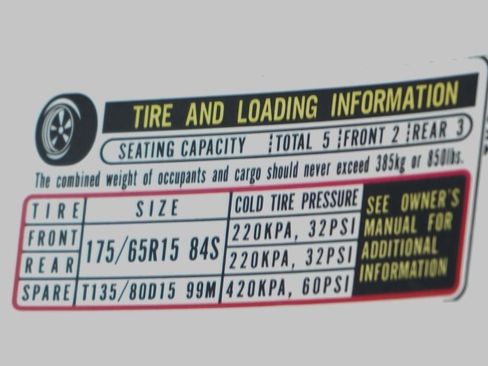 TIRE AND LOADING INFORMATION
SEATING CAPACITY TOTAL 5 FRONT 2 REAR 3
The combined weight of occupants and cargo should never exceed 385kg or 850lbs.
TIRE SIZE COLD TIRE PRESSURE
FRONT 175/65R15 84S 220KPA, 32PSI
REAR 220KPA, 32PSI
SPARE T135/80D15 99M 420KPA, 60PSI
SEE OWNER'S
MANUAL FOR
ADDITIONAL
INFORMATION